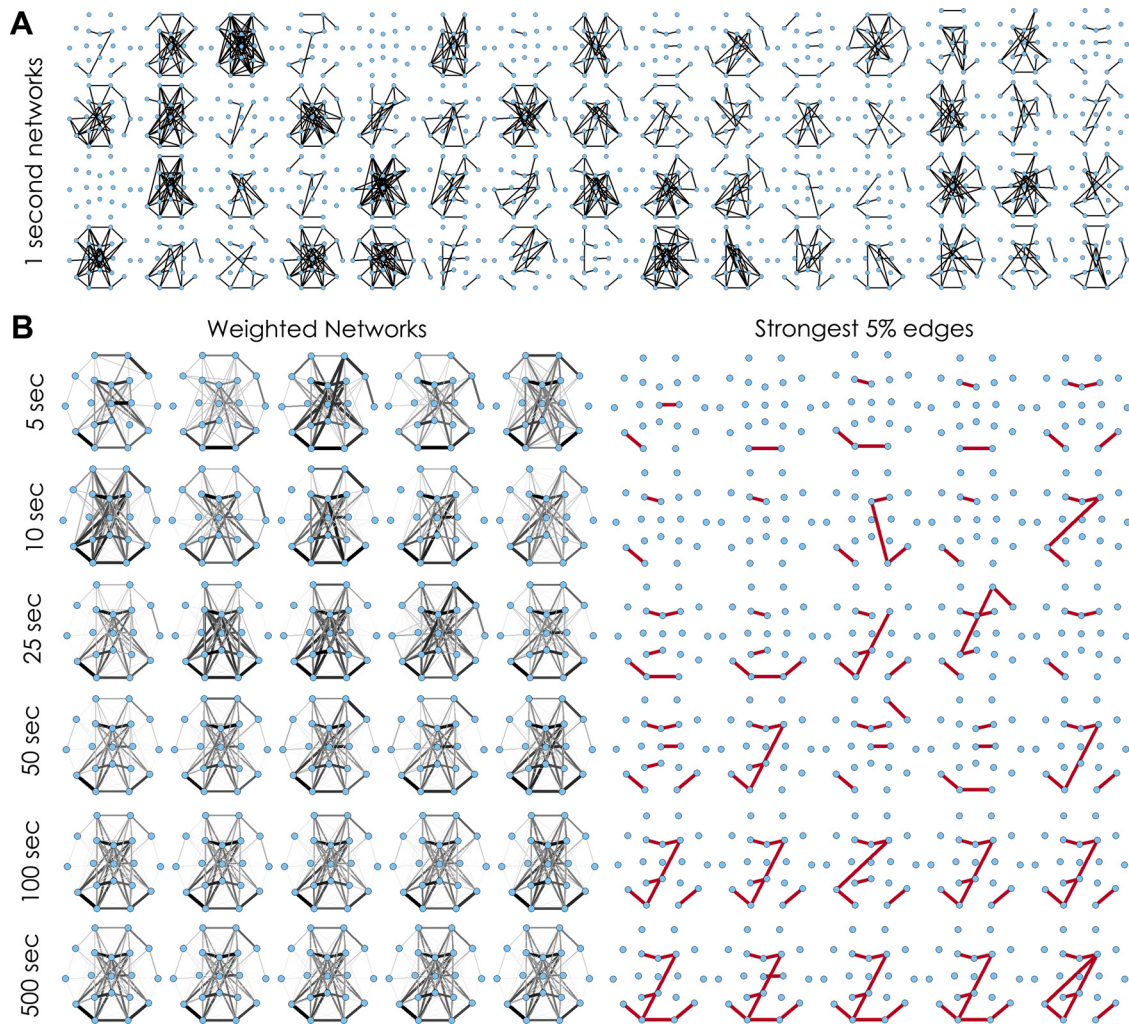 A
1 second networks
B
Weighted Networks
Strongest 5% edges
5 sec
10 sec
25 sec
50 sec
100 sec
500 sec